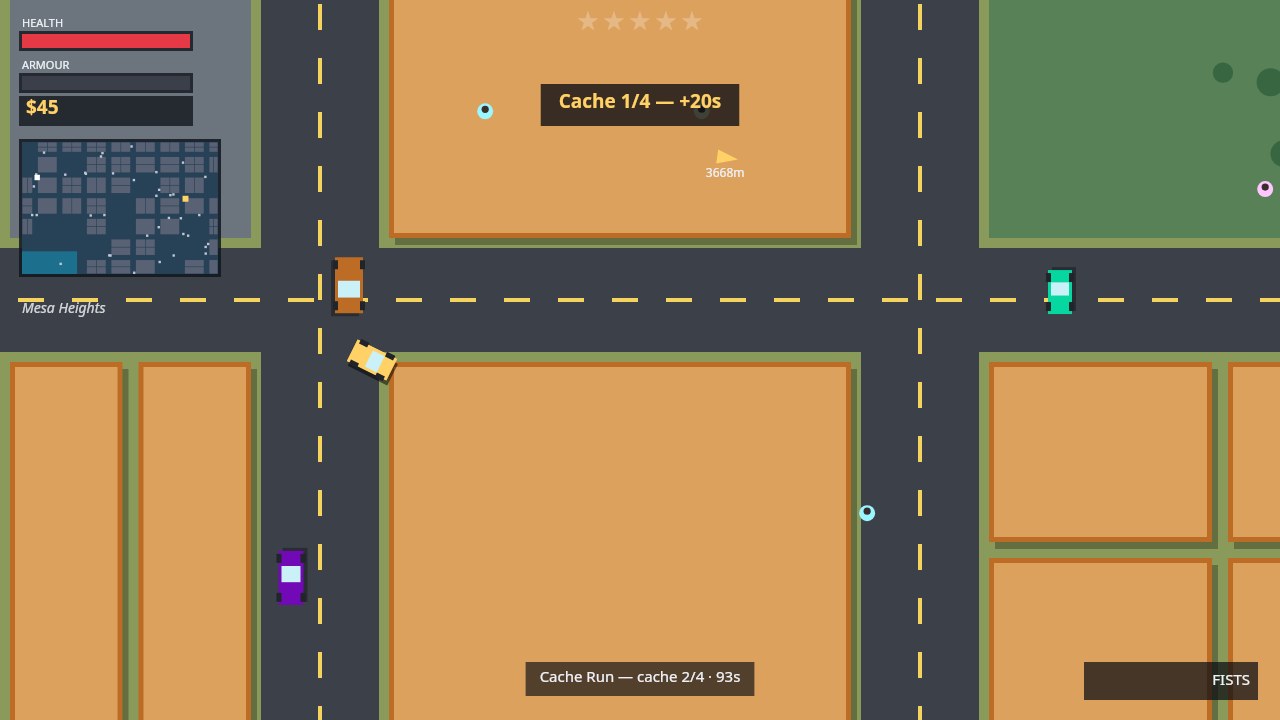 HEALTH
ARMOUR
$45
Cache 1/4 — +20s
3668m
Mesa Heights
Cache Run — cache 2/4 · 93s
FISTS